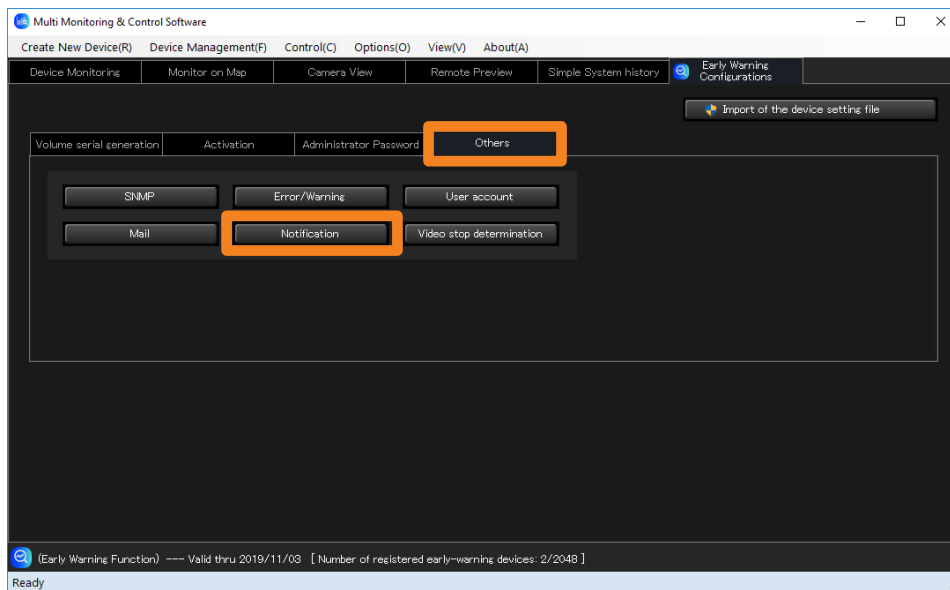 Multi Monitoring & Control Software
Create New Device(R) Device Management(F) Control(C) Options(O) View(V) About(A)
Device Monitoring Monitor on Map Camera View Remote Preview Simple System history Early Warning
Configurations
Import of the device setting file
Volume serial generation Activation Administrator Password Others
SNMP Error/Warning User account
Mail Notification Video stop determination
(Early Warning Function) --- Valid thru 2019/11/03 [ Number of registered early-warning devices: 2/2048 ]
Ready